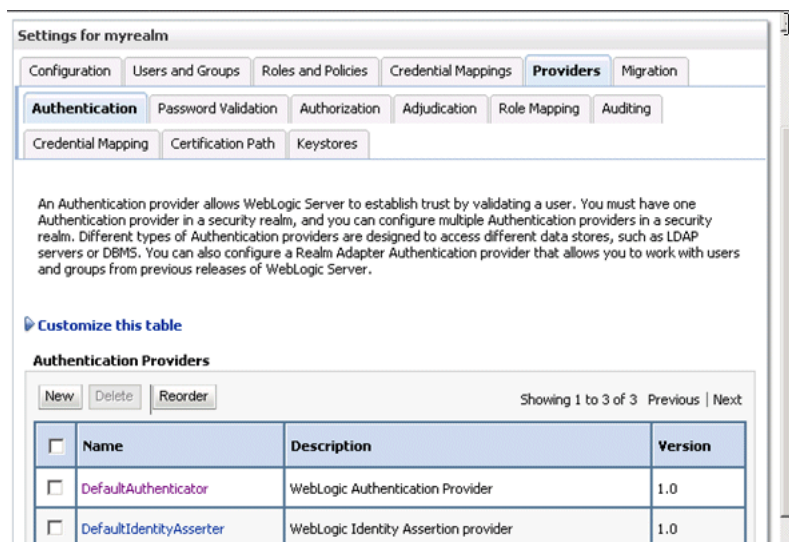 Settings for myrealm
Configuration Users and Groups Roles and Policies Credential Mappings Providers Migration
Authentication Password Validation Authorization Adjudication Role Mapping Auditing
Credential Mapping Certification Path Keystores
An Authentication provider allows WebLogic Server to establish trust by validating a user. You must have one
Authentication provider in a security realm, and you can configure multiple Authentication providers in a security
realm. Different types of Authentication providers are designed to access different data stores, such as LDAP
servers or DBMS. You can also configure a Realm Adapter Authentication provider that allows you to work with users
and groups from previous releases of WebLogic Server.
Customize this table
Authentication Providers
New Delete Reorder Showing 1 to 3 of 3 Previous | Next
Name Description Version
DefaultAuthenticator WebLogic Authentication Provider 1.0
DefaultIdentityAsserter WebLogic Identity Assertion provider 1.0